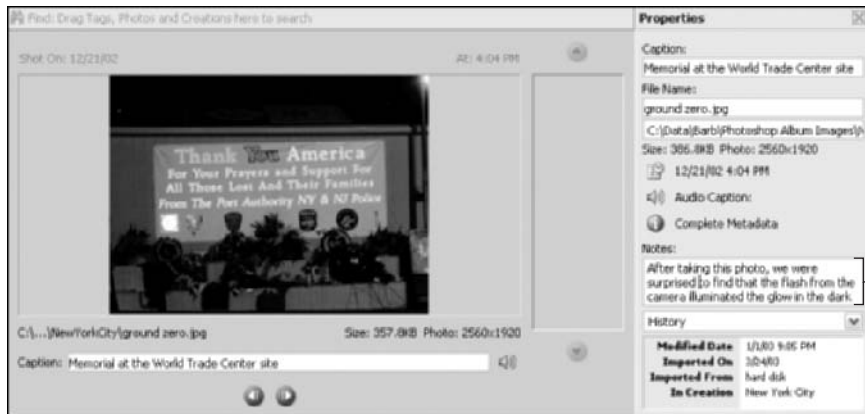 Find: Drag Tags, Photos and Creations here to search
Shot On: 12/21/02
At: 4:04 PM
Thank You America
For Your Prayers and Support For
All Those Lost And Their Families
From The Port Authority NY & NJ Police
C:\...\NewYorkCity\ground zero.jpg
Size: 357.8KB Photo: 2560x1920
Caption: Memorial at the World Trade Center site
Properties
Caption:
Memorial at the World Trade Center site
File Name:
ground zero.jpg
C:\Data\Barb\Photoshop Album Images\
Size: 386.8KB Photo: 2560x1920
12/21/02 4:04 PM
Audio Caption:
Complete Metadata
Notes:
After taking this photo, we were
surprised to find that the flash from the
camera illuminated the glow in the dark
History
Modified Date 1/1/03 9:05 PM
Imported On 3/24/03
Imported From hard disk
In Creation New York City